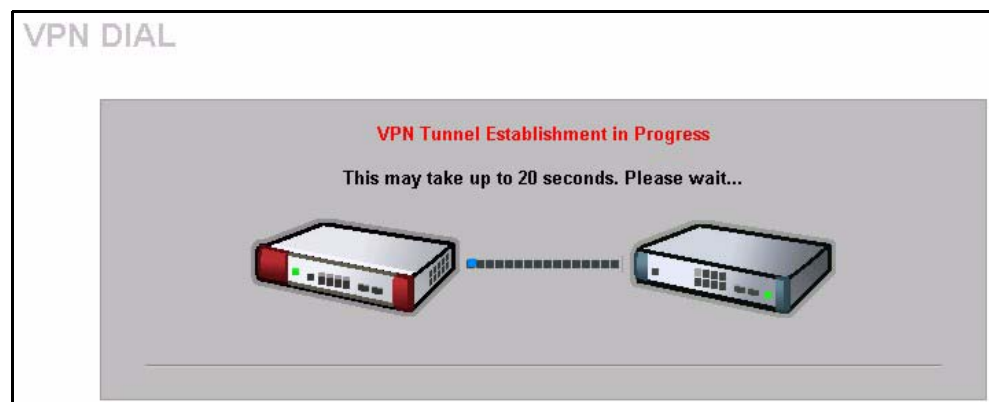 VPN DIAL
VPN Tunnel Establishment in Progress
This may take up to 20 seconds. Please wait...